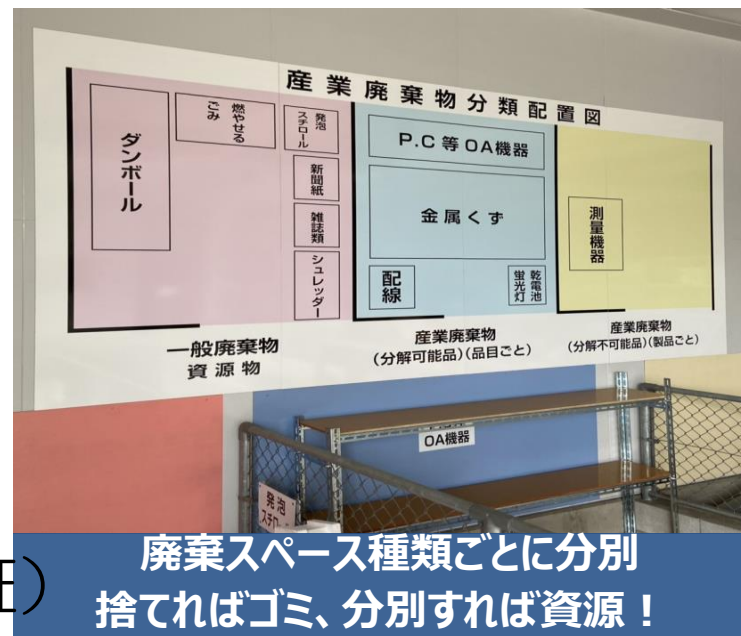 産業廃棄物分類配置図
ダンボール
燃やせる
ごみ
発泡
スチロール
新聞紙
雑誌類
シュレッダー
一般廃棄物
資源物
P.C 等 OA機器
金属くず
配線
乾電池
蛍光灯
産業廃棄物
(分解可能品)(品目ごと)
測量機器
産業廃棄物
(分解不可能品)(製品ごと)
OA機器
発泡
廃棄スペース種類ごとに分別
捨てればゴミ、分別すれば資源！